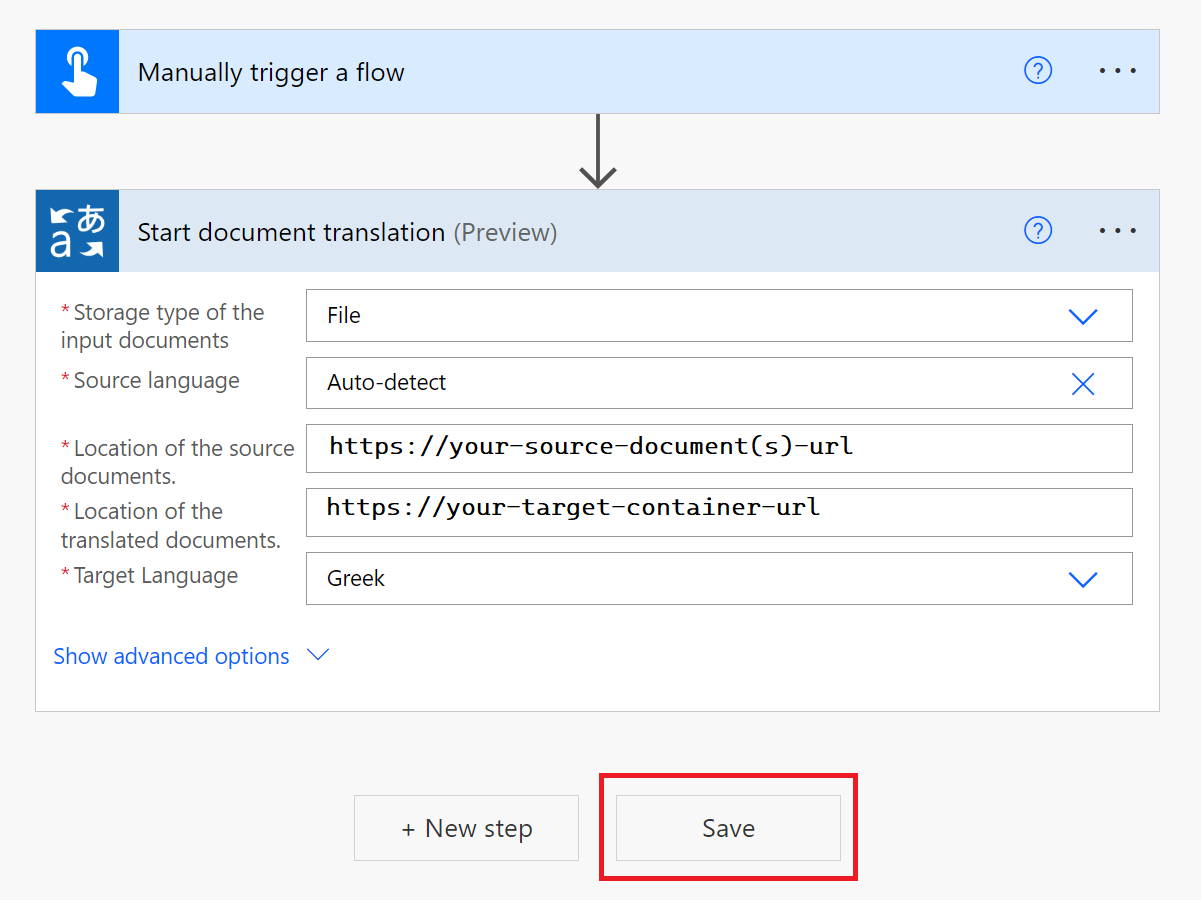 Manually trigger a flow
?
...
あ
a
Start document translation (Preview)
?
...
* Storage type of the
input documents
File
* Source language
Auto-detect
* Location of the source
documents.
https://your-source-document(s)-url
* Location of the
translated documents.
https://your-target-container-url
* Target Language
Greek
Show advanced options
+ New step
Save